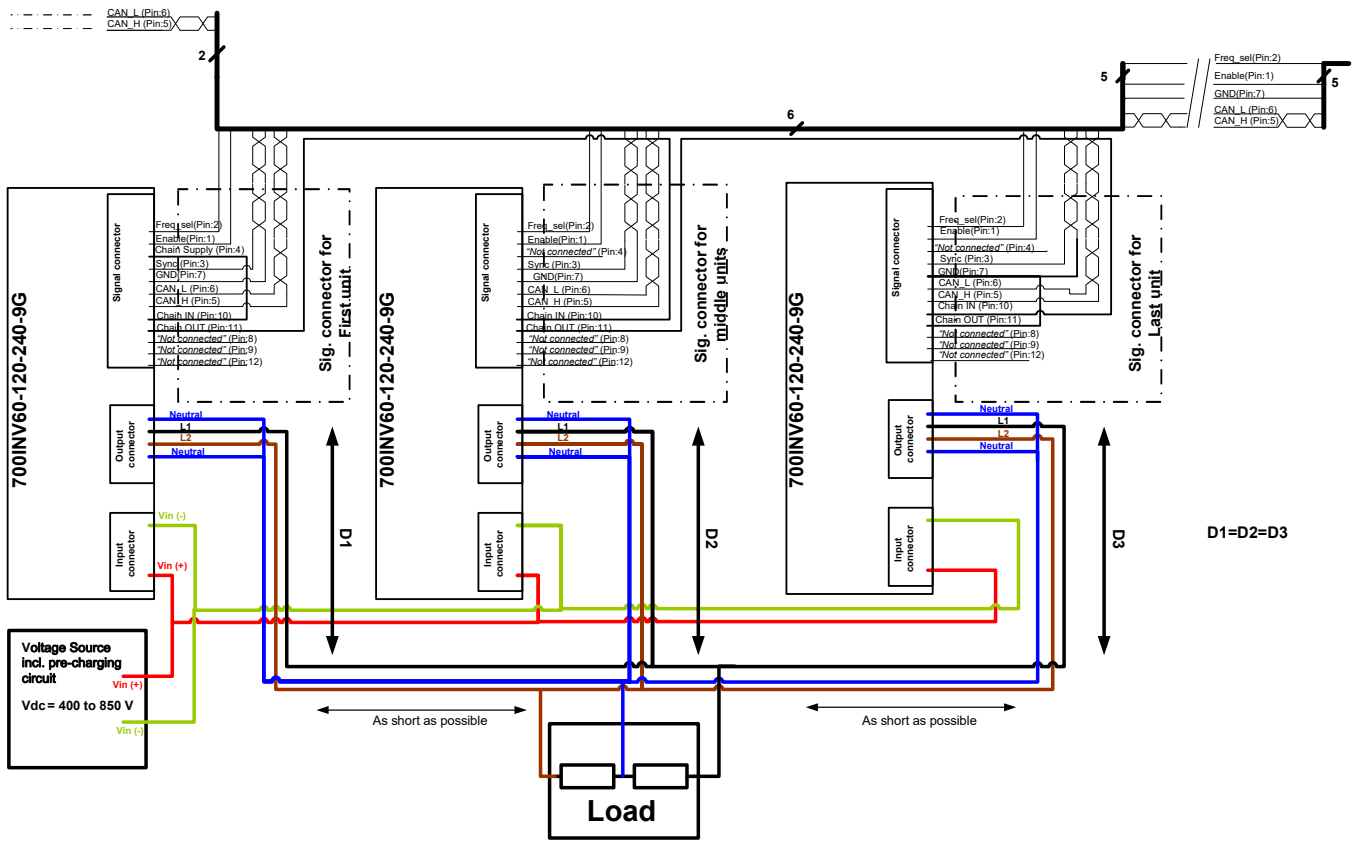 CAN_L (Pin:6)
CAN_H (Pin:5)
2
6
5
Freq_sel(Pin:2)
Enable(Pin:1)
GND(Pin:7)
CAN_L (Pin:6)
CAN_H (Pin:5)
5
700INV60-120-240-9G
Signal connector
Freq_sel(Pin:2)
Enable(Pin:1)
Chain Supply (Pin:4)
Sync(Pin:3)
GND(Pin:7)
CAN_L (Pin:6)
CAN_H (Pin:5)
Chain IN (Pin:10)
Chain OUT (Pin:11)
"Not connected" (Pin:8)
"Not connected" (Pin:9)
"Not connected" (Pin:12)
Sig. connector for
First unit.
Output
connector
Neutral
L1
L2
Neutral
Input
connector
Vin (-)
Vin (+)
D1
700INV60-120-240-9G
Signal connector
Freq_sel(Pin:2)
Enable(Pin:1)
"Not connected" (Pin:4)
Sync (Pin:3)
GND(Pin:7)
CAN_L (Pin:6)
CAN_H (Pin:5)
Chain IN (Pin:10)
Chain OUT (Pin:11)
"Not connected" (Pin:8)
"Not connected" (Pin:9)
"Not connected" (Pin:12)
Sig. connector for
middle units
Output
connector
Neutral
L1
L2
Neutral
Input
connector
D2
700INV60-120-240-9G
Signal connector
Freq_sel(Pin:2)
Enable(Pin:1)
"Not connected" (Pin:4)
Sync (Pin:3)
GND(Pin:7)
CAN_L (Pin:6)
CAN_H (Pin:5)
Chain IN (Pin:10)
Chain OUT (Pin:11)
"Not connected" (Pin:8)
"Not connected" (Pin:9)
"Not connected" (Pin:12)
Sig. connector for
Last unit
Output
connector
Neutral
L1
L2
Neutral
Input
connector
D3
D1=D2=D3
Voltage Source
incl. pre-charging
circuit
Vin (+)
Vdc = 400 to 850 V
Vin (-)
As short as possible
As short as possible
Load